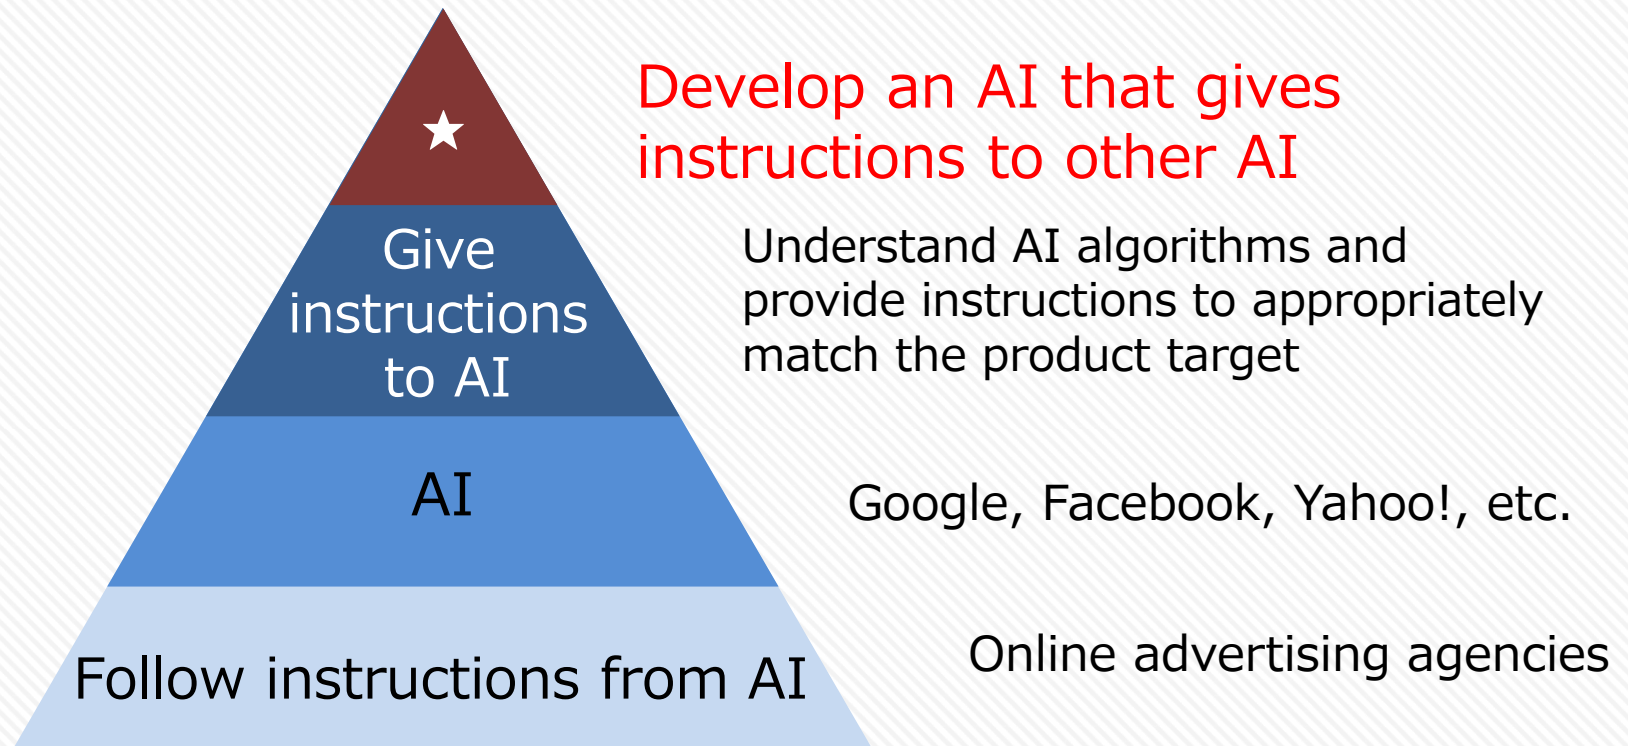 Develop an AI that gives
instructions to other AI
Give
instructions
to AI
Understand AI algorithms and
provide instructions to appropriately
match the product target
AI
Google, Facebook, Yahoo!, etc.
Follow instructions from AI
Online advertising agencies